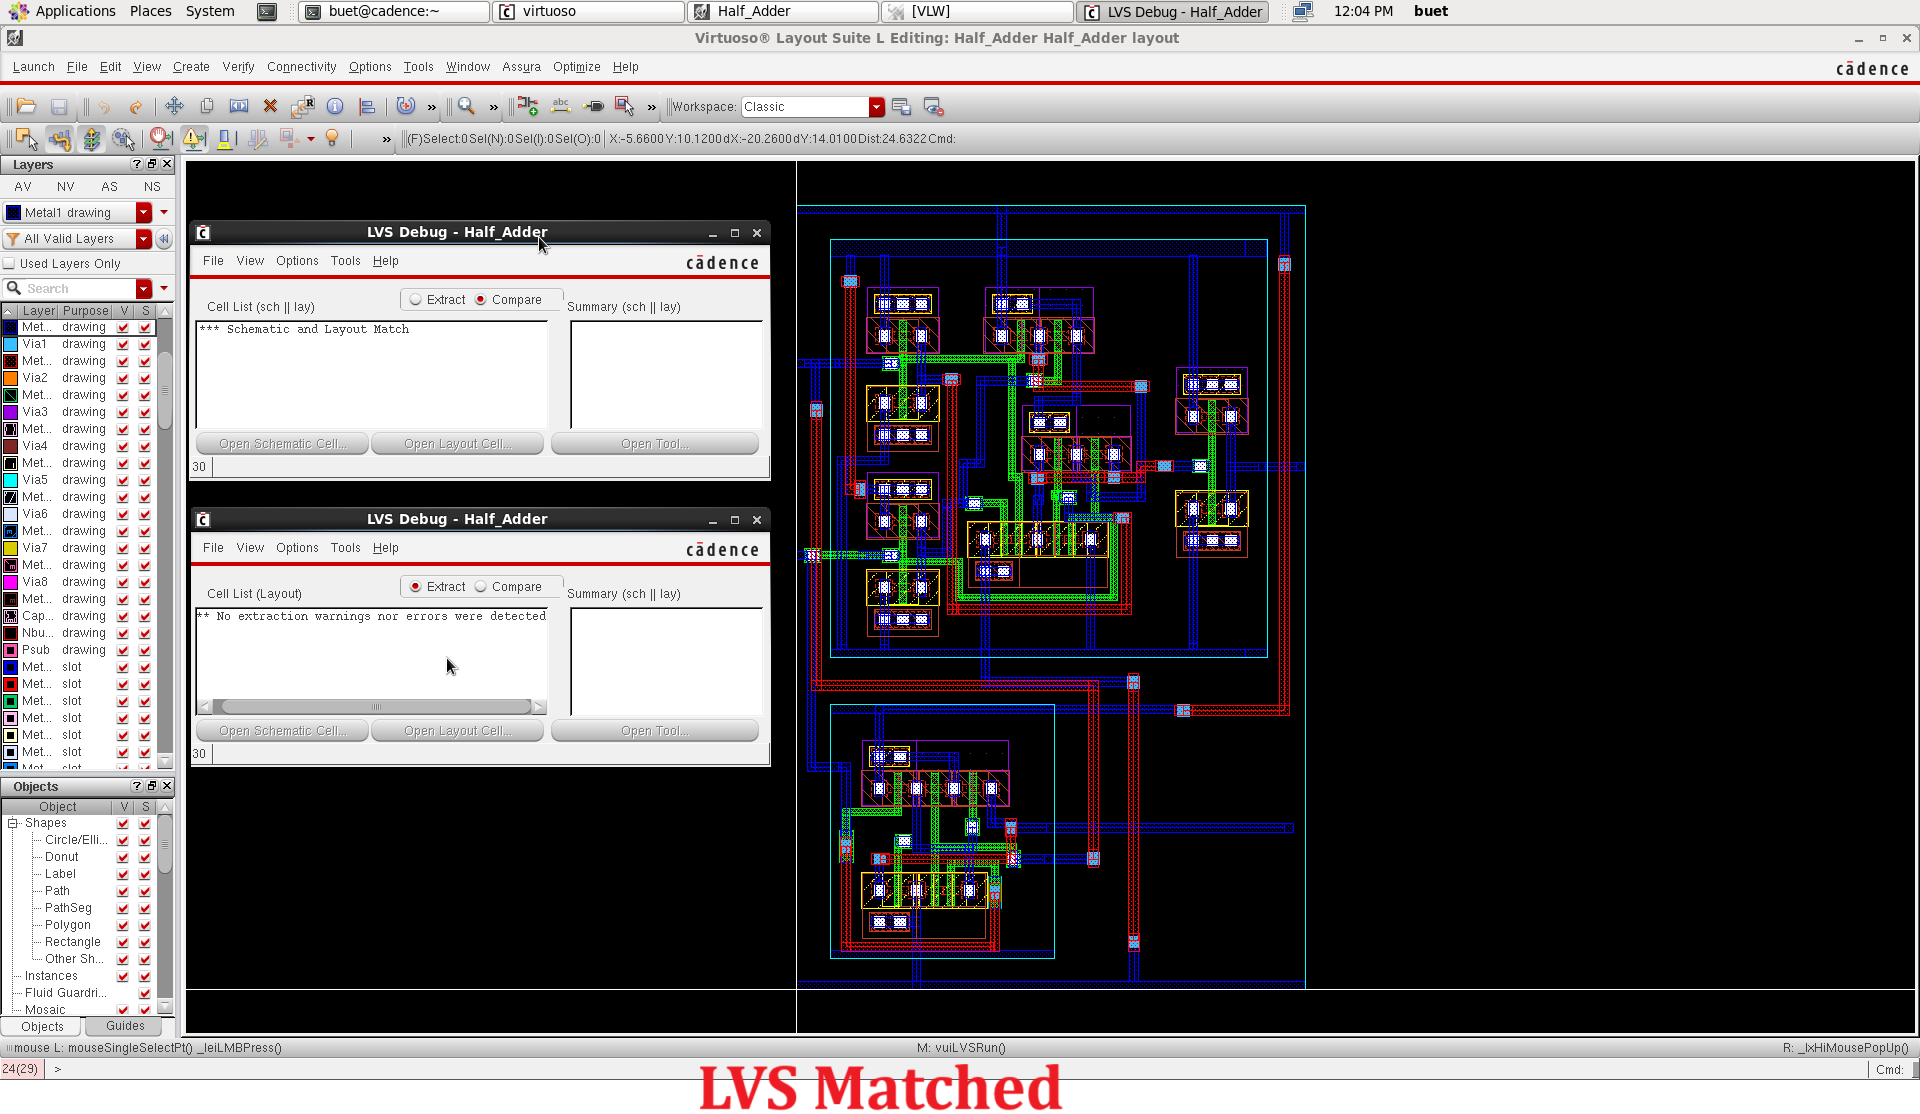 Applications Places System buet@cadence:~ virtuoso Half_Adder [VLW] LVS Debug - Half_Adder 12:04 PM buet
Virtuoso® Layout Suite L Editing: Half_Adder Half_Adder layout
Launch File Edit View Create Verify Connectivity Options Tools Window Assura Optimize Help cādence
» » » Workspace: Classic
» (F)Select:0 Sel(N):0 Sel(I):0 Sel(O):0 X:-5.6600 Y:10.1200 dX:-20.2600 dY:14.0100 Dist:24.6322 Cmd:
Layers
AV NV AS NS
Metal1 drawing
All Valid Layers
Used Layers Only
Search
Layer Purpose V S
Met... drawing
Via1 drawing
Met... drawing
Via2 drawing
Met... drawing
Via3 drawing
Met... drawing
Via4 drawing
Met... drawing
Via5 drawing
Met... drawing
Via6 drawing
Met... drawing
Via7 drawing
Met... drawing
Via8 drawing
Met... drawing
Cap... drawing
Nbu... drawing
Psub drawing
Met... slot
Met... slot
Met... slot
Met... slot
Met... slot
Met... slot
Met... slot
Objects
Object V S
Shapes
Circle/Elli...
Donut
Label
Path
PathSeg
Polygon
Rectangle
Other Sh...
Instances
Fluid Guardri...
Mosaic
Objects Guides
LVS Debug - Half_Adder
File View Options Tools Help cādence
Cell List (sch || lay) Extract Compare Summary (sch || lay)
*** Schematic and Layout Match
Open Schematic Cell... Open Layout Cell... Open Tool...
30
LVS Debug - Half_Adder
File View Options Tools Help cādence
Cell List (Layout) Extract Compare Summary (sch || lay)
** No extraction warnings nor errors were detected
Open Schematic Cell... Open Layout Cell... Open Tool...
30
mouse L: mouseSingleSelectPt() _leiLMBPress() M: vuiLVSRun() R: _lxHiMousePopUp()
24(29) > Cmd:
LVS Matched